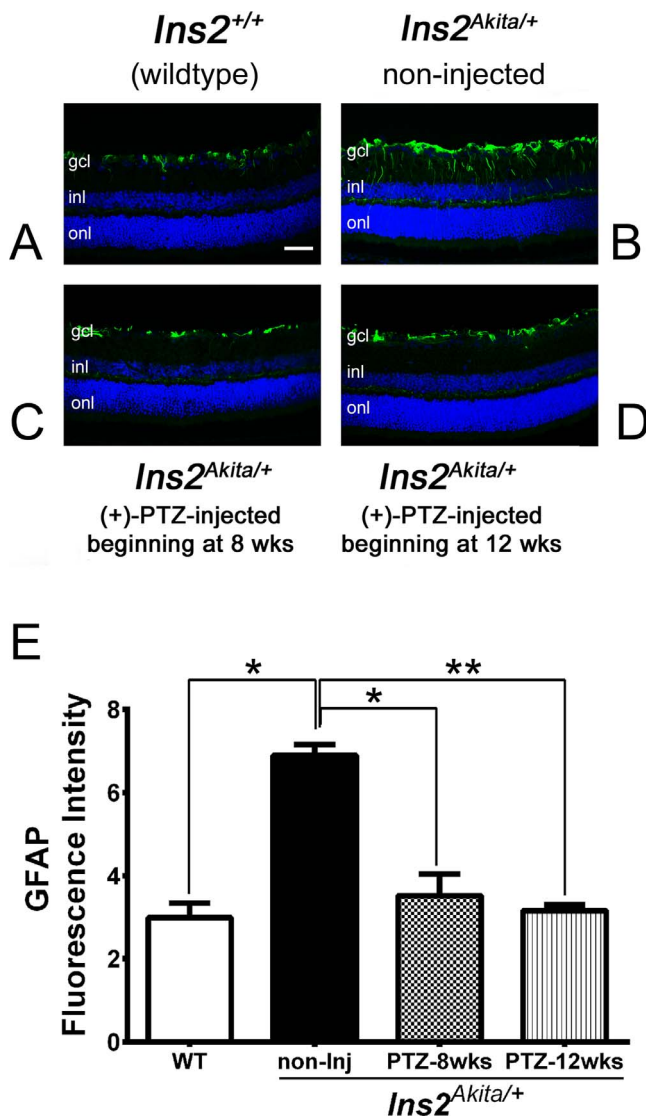 Ins2+/+ Ins2Akita/+
(wildtype) non-injected
gcl gcl
inl inl
onl onl
A B
gcl gcl
inl inl
onl onl
C D
Ins2Akita/+ Ins2Akita/+
(+)-PTZ-injected (+)-PTZ-injected
beginning at 8 wks beginning at 12 wks
E
* **
*
GFAP
Fluorescence Intensity
8
6
4
2
0
WT non-Inj PTZ-8wks PTZ-12wks
Ins2Akita/+